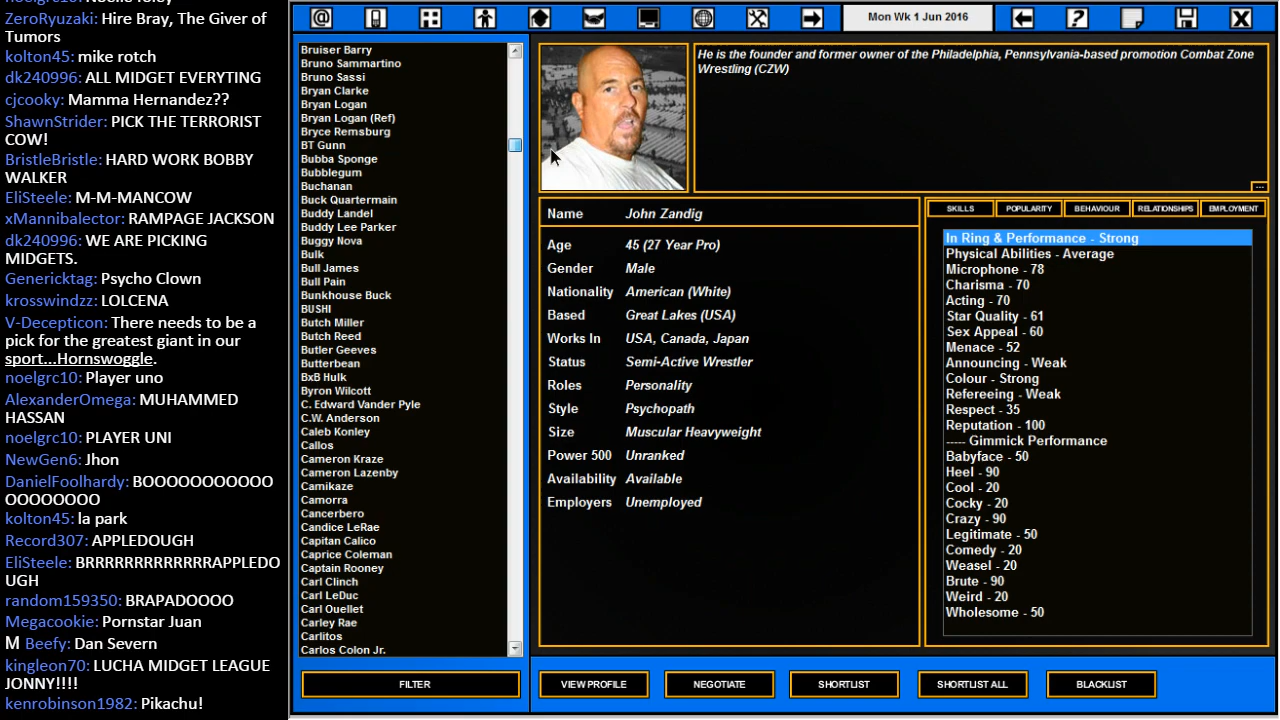 noelgrc10: Noelle foley
ZeroRyuzaki: Hire Bray, The Giver of
Tumors
kolton45: mike rotch
dk240996: ALL MIDGET EVERYTING
cjcooky: Mamma Hernandez??
ShawnStrider: PICK THE TERRORIST
COW!
BristleBristle: HARD WORK BOBBY
WALKER
EliSteele: M-M-MANCOW
xMannibalector: RAMPAGE JACKSON
dk240996: WE ARE PICKING
MIDGETS.
Genericktag: Psycho Clown
krosswindzz: LOLCENA
V-Decepticon: There needs to be a
pick for the greatest giant in our
sport...Hornswoggle.
noelgrc10: Player uno
AlexanderOmega: MUHAMMED
HASSAN
noelgrc10: PLAYER UNI
NewGen6: Jhon
DanielFoolhardy: BOOOOOOOOOOO
OOOOOOOO
kolton45: la park
Record307: APPLEDOUGH
EliSteele: BRRRRRRRRRRRRAPPLEDO
UGH
random159350: BRAPADOOOO
Megacookie: Pornstar Juan
M Beefy: Dan Severn
kingleon70: LUCHA MIDGET LEAGUE
JONNY!!!!
kenrobinson1982: Pikachu!
Mon Wk 1 Jun 2016
Bruiser Barry
Bruno Sammartino
Bruno Sassi
Bryan Clarke
Bryan Logan
Bryan Logan (Ref)
Bryce Remsburg
BT Gunn
Bubba Sponge
Bubblegum
Buchanan
Buck Quartermain
Buddy Landel
Buddy Lee Parker
Buggy Nova
Bulk
Bull James
Bull Pain
Bunkhouse Buck
BUSHI
Butch Miller
Butch Reed
Butler Geeves
Butterbean
BxB Hulk
Byron Wilcott
C. Edward Vander Pyle
C.W. Anderson
Caleb Konley
Callos
Cameron Kraze
Cameron Lazenby
Camikaze
Camorra
Cancerbero
Candice LeRae
Capitan Calico
Caprice Coleman
Captain Rooney
Carl Clinch
Carl LeDuc
Carl Ouellet
Carley Rae
Carlitos
Carlos Colon Jr.
FILTER
He is the founder and former owner of the Philadelphia, Pennsylvania-based promotion Combat Zone
Wrestling (CZW)
...
Name John Zandig
Age 45 (27 Year Pro)
Gender Male
Nationality American (White)
Based Great Lakes (USA)
Works In USA, Canada, Japan
Status Semi-Active Wrestler
Roles Personality
Style Psychopath
Size Muscular Heavyweight
Power 500 Unranked
Availability Available
Employers Unemployed
SKILLS POPULARITY BEHAVIOUR RELATIONSHIPS EMPLOYMENT
In Ring & Performance - Strong
Physical Abilities - Average
Microphone - 78
Charisma - 70
Acting - 70
Star Quality - 61
Sex Appeal - 60
Menace - 52
Announcing - Weak
Colour - Strong
Refereeing - Weak
Respect - 35
Reputation - 100
----- Gimmick Performance
Babyface - 50
Heel - 90
Cool - 20
Cocky - 20
Crazy - 90
Legitimate - 50
Comedy - 20
Weasel - 20
Brute - 90
Weird - 20
Wholesome - 50
VIEW PROFILE NEGOTIATE SHORTLIST SHORTLIST ALL BLACKLIST